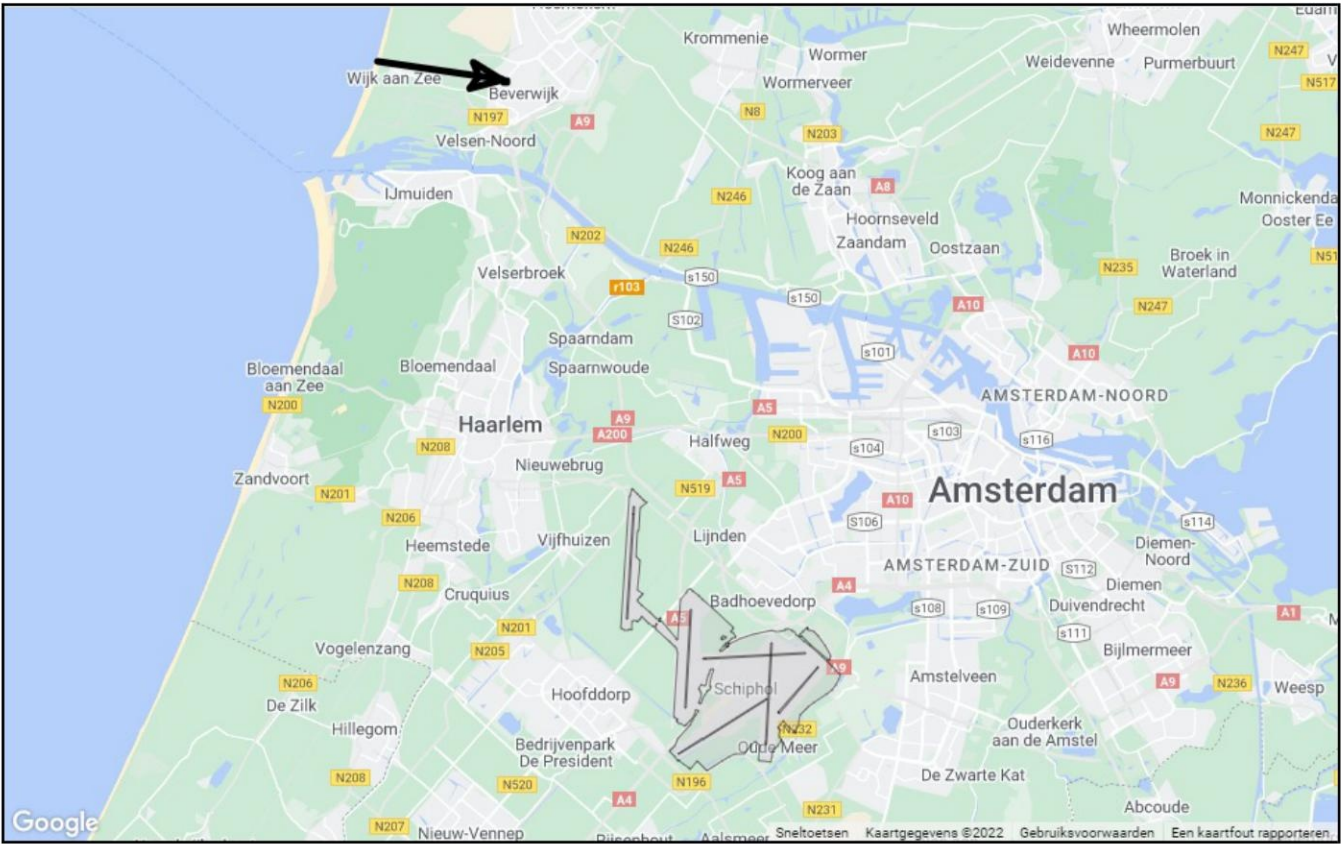 Krommenie
Wormer
Wheermolen
N247
Wijk aan Zee
Weidevenne
Purmerbuurt
Beverwijk
Wormerveer
N517
N197
A9
N8
N203
N247
Velsen-Noord
IJmuiden
Koog aan
de Zaan
A8
N246
Monnickenda
Hoornseveld
Ooster Ee
N202
N246
Zaandam
Oostzaan
Broek in
Waterland
N51
Velserbroek
s150
N235
r103
s150
A10
N247
S102
Spaarndam
s101
A10
Bloemendaal
aan Zee
Bloemendaal
Spaarnwoude
N200
AMSTERDAM-NOORD
A5
A9
Haarlem
A200
Halfweg
N200
s103
s116
N208
s104
Nieuwebrug
Zandvoort
N201
N519
A5
A10
Amsterdam
N206
S106
s114
Heemstede
Vijfhuizen
Lijnden
Diemen-
Noord
AMSTERDAM-ZUID
S112
N208
A4
Diemen
Cruquius
Badhoevedorp
s108
s109
Duivendrecht
A1
N201
A5
s111
Vogelenzang
N205
Bijlmermeer
A9
N206
Schiphol
Amstelveen
A9
N236
Weesp
De Zilk
Hoofddorp
Hillegom
N232
Ouderkerk
aan de Amstel
Bedrijvenpark
De President
Oude Meer
N208
N520
N196
De Zwarte Kat
A4
N231
Abcoude
Google
N207
Nieuw-Vennep
Aalsmeer
Sneltoetsen
Kaartgegevens ©2022
Gebruiksvoorwaarden
Een kaartfout rapporteren